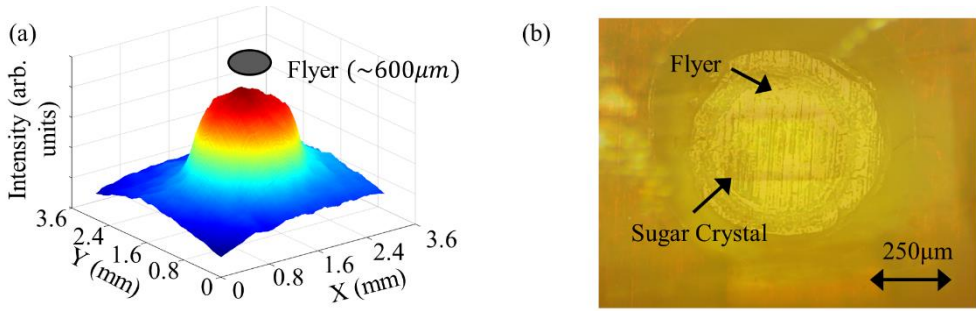 (a)
Flyer (~600μm)
Intensity (arb.
units)
3.6
2.4
1.6
0.8
0
Y (mm)
0
0.8
1.6
2.4
3.6
X (mm)
(b)
Flyer
Sugar Crystal
250μm